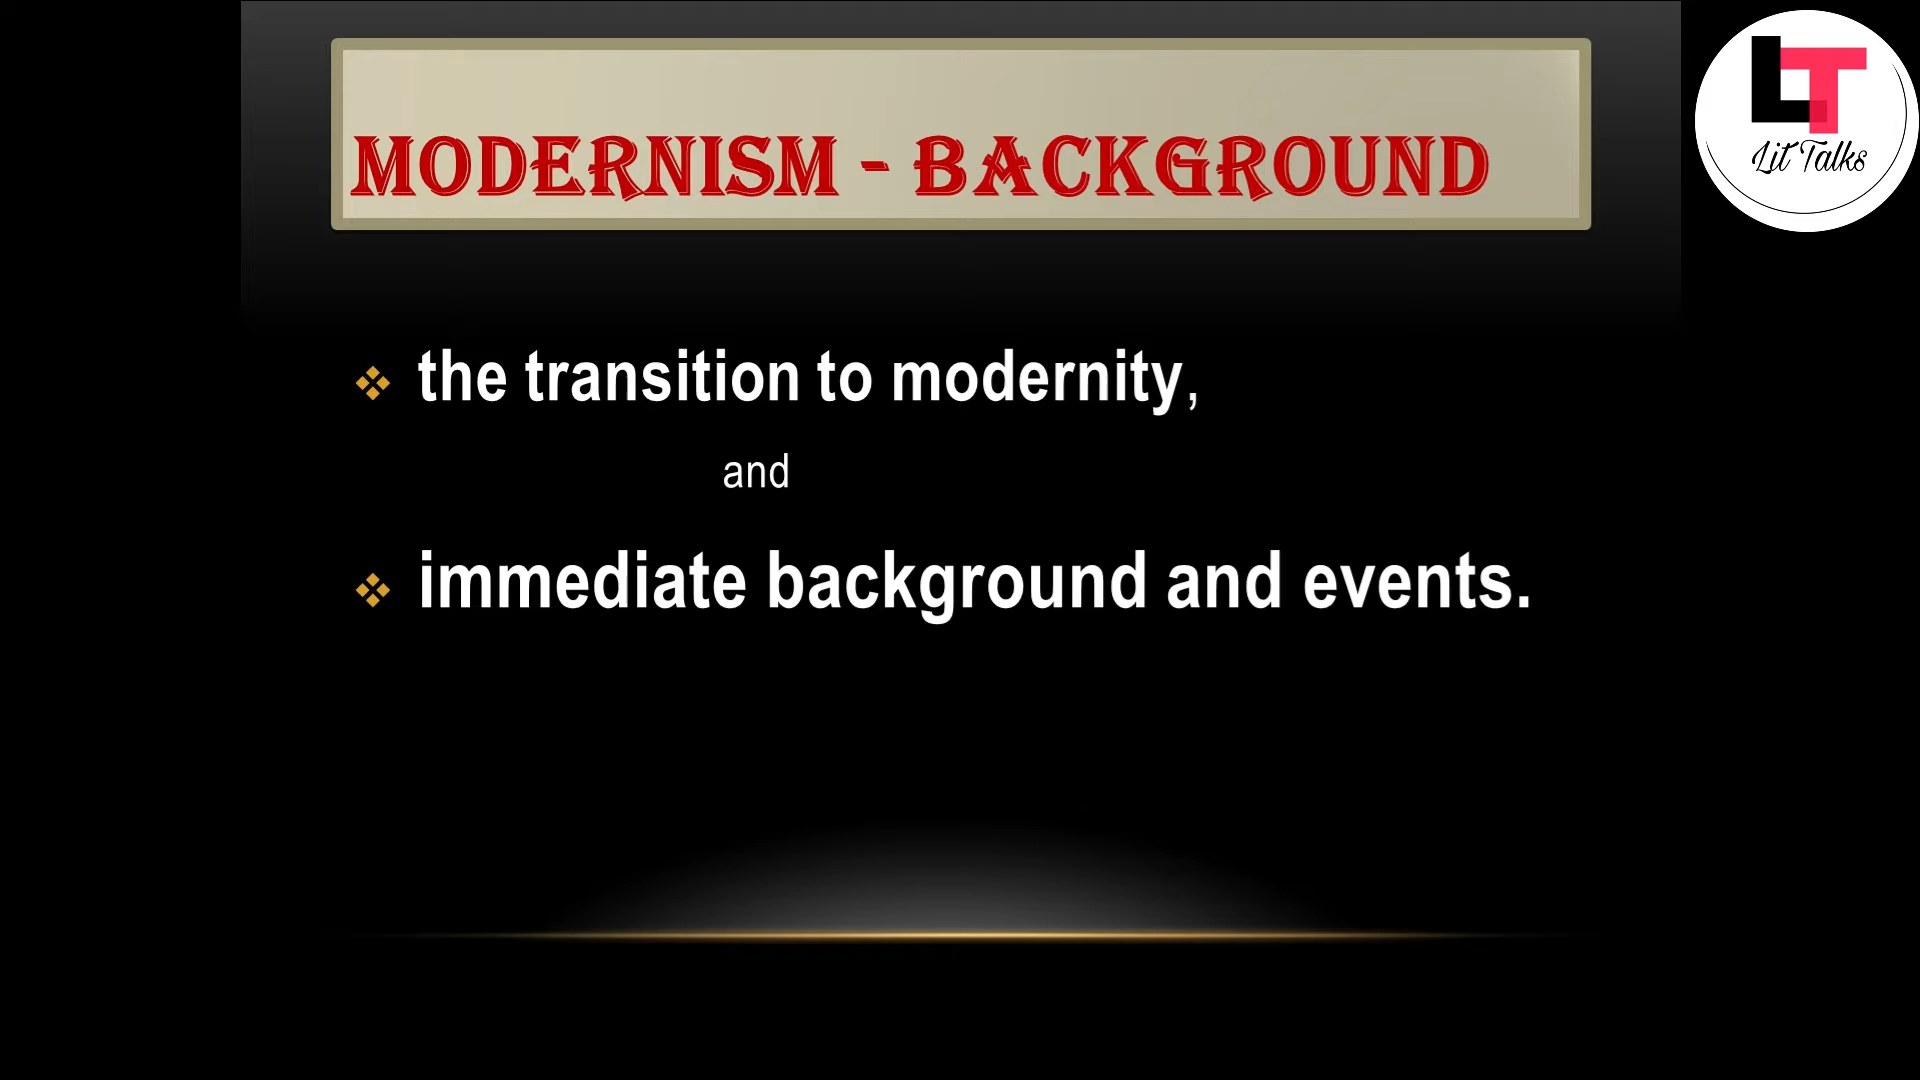 MODERNISM - BACKGROUND
LT
Lit Talks
the transition to modernity,
and
immediate background and events.